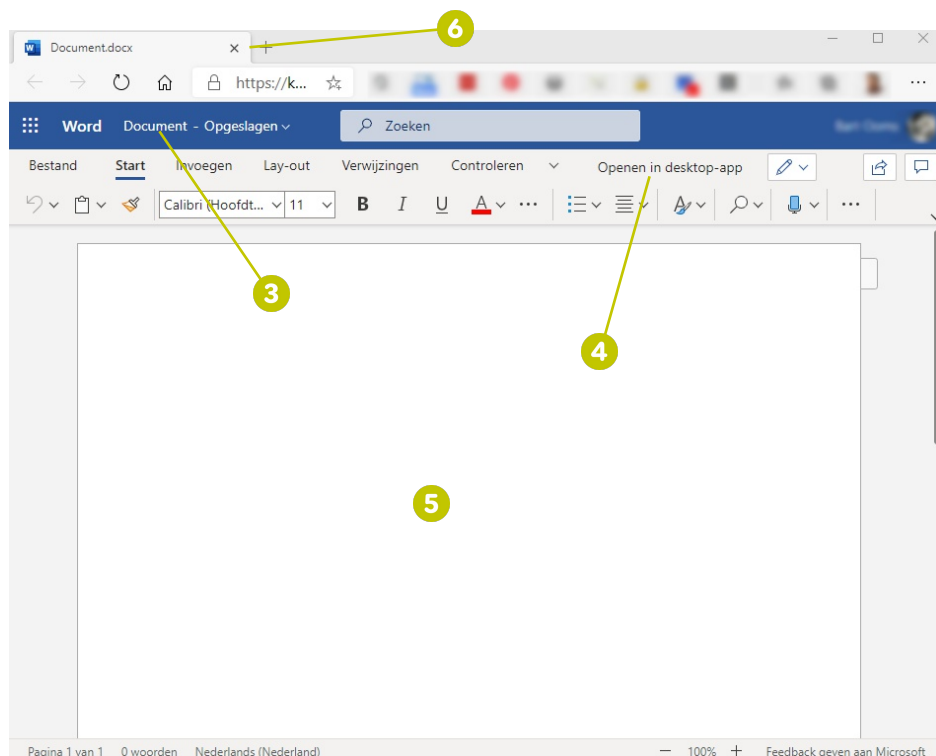 6
Document.docx
https://k...
Word Document - Opgeslagen Zoeken
Bestand Start Invoegen Lay-out Verwijzingen Controleren Openen in desktop-app
Calibri (Hoofdt... 11 B I U A ...
3
4
5
Pagina 1 van 1 0 woorden Nederlands (Nederland) 100% Feedback geven aan Microsoft